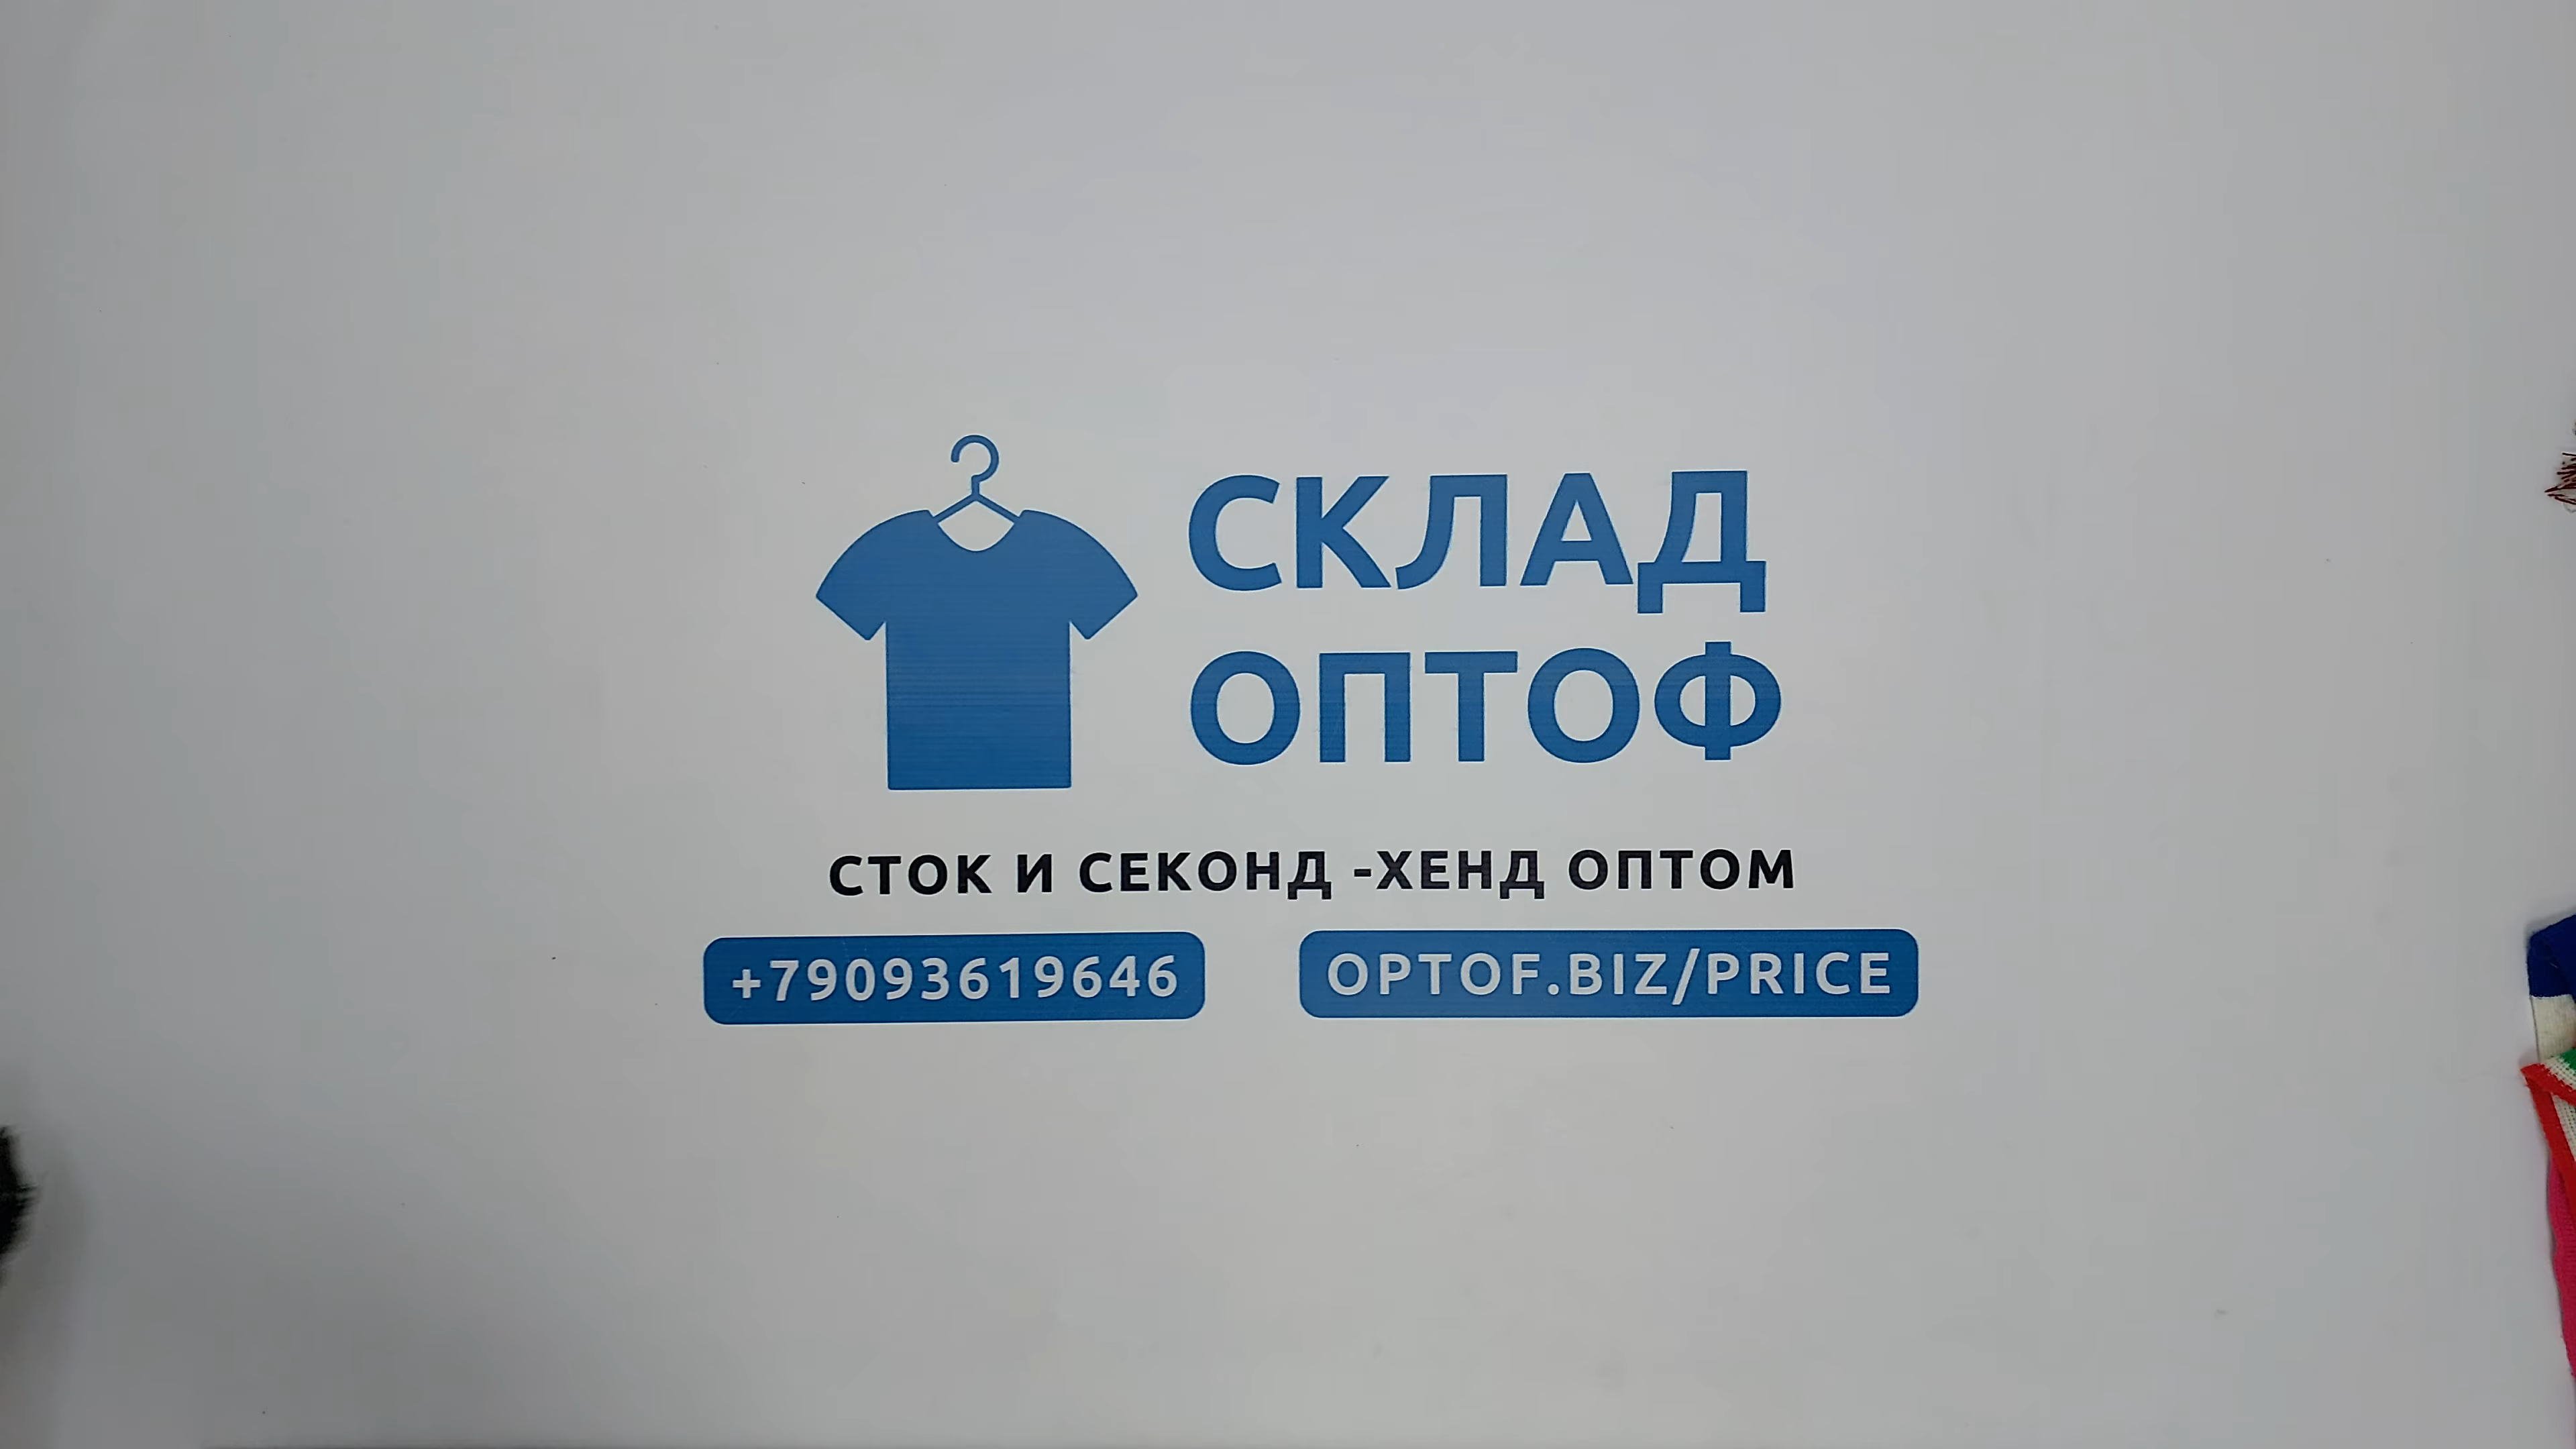 СКЛАД
ОПТОФ
СТОК И СЕКОНД -ХЕНД ОПТОМ
+79093619646
OPTOF.BIZ/PRICE